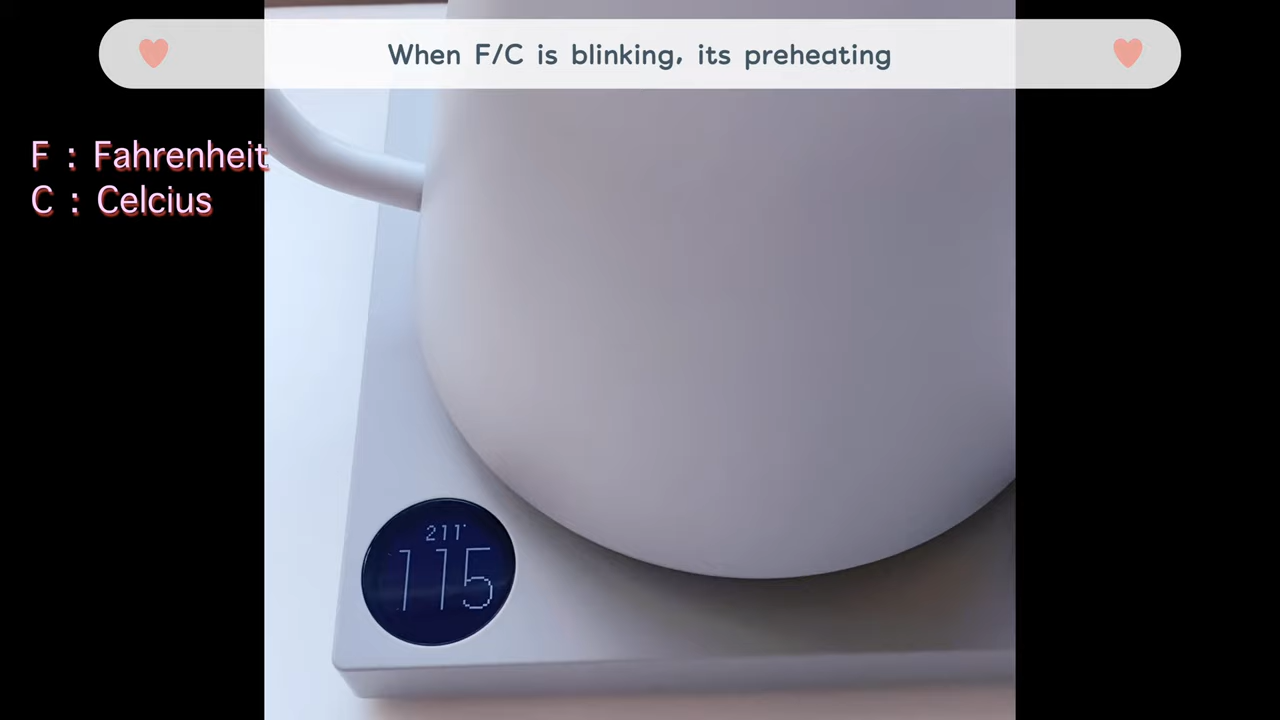 When F/C is blinking, its preheating
F : Fahrenheit
C : Celcius
211°
115